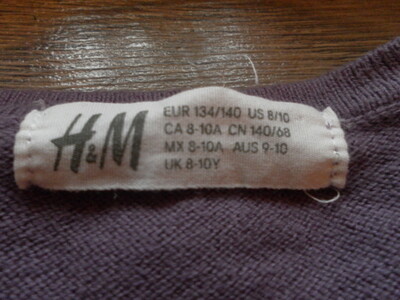 H&M
EUR 134/140 US 8/10
CA 8-10A CN 140/68
MX 8-10A AUS 9-10
UK 8-10Y